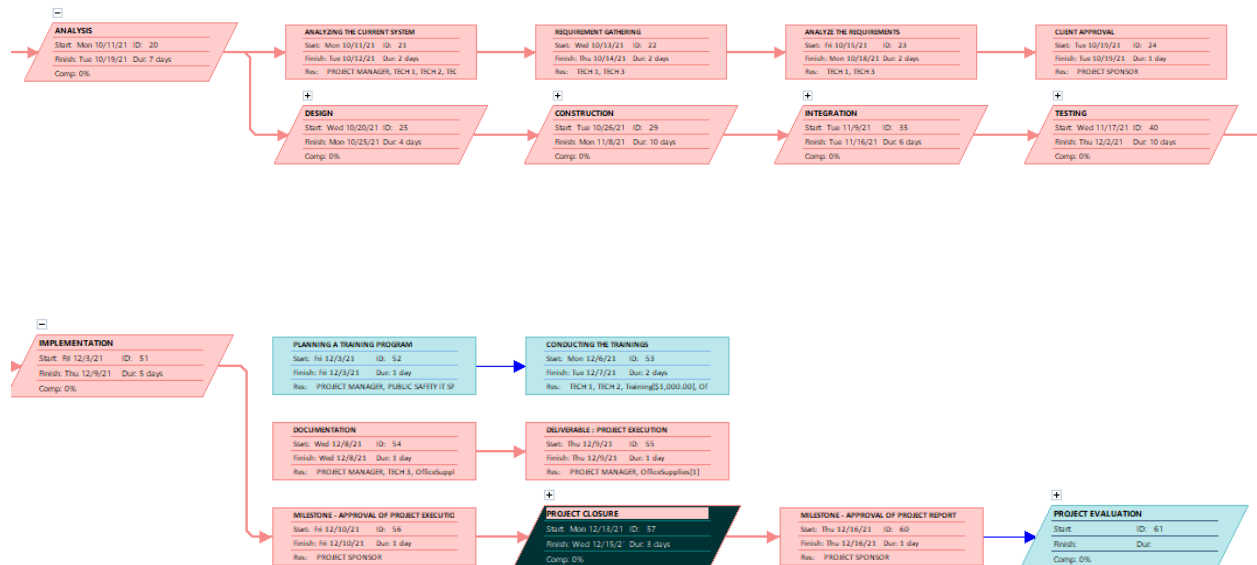 ANALYSIS
Start: Mon 10/11/21 ID: 20
Finish: Tue 10/19/21 Dur: 7 days
Comp: 0%
ANALYZING THE CURRENT SYSTEM
Start: Mon 10/11/21 ID: 21
Finish: Tue 10/12/21 Dur: 2 days
Res: PROJECT MANAGER, TECH 1, TECH 2, TEC
REQUIREMENT GATHERING
Start: Wed 10/13/21 ID: 22
Finish: Thu 10/14/21 Dur: 2 days
Res: TECH 1, TECH 3
ANALYZE THE REQUIREMENTS
Start: Fri 10/15/21 ID: 23
Finish: Mon 10/18/21 Dur: 2 days
Res: TECH 1, TECH 3
CLIENT APPROVAL
Start: Tue 10/19/21 ID: 24
Finish: Tue 10/19/21 Dur: 1 day
Res: PROJECT SPONSOR
DESIGN
Start: Wed 10/20/21 ID: 25
Finish: Mon 10/25/21 Dur: 4 days
Comp: 0%
CONSTRUCTION
Start: Tue 10/26/21 ID: 29
Finish: Mon 11/8/21 Dur: 10 days
Comp: 0%
INTEGRATION
Start: Tue 11/9/21 ID: 35
Finish: Tue 11/16/21 Dur: 6 days
Comp: 0%
TESTING
Start: Wed 11/17/21 ID: 40
Finish: Thu 12/2/21 Dur: 10 days
Comp: 0%
IMPLEMENTATION
Start: Fri 12/3/21 ID: 51
Finish: Thu 12/9/21 Dur: 5 days
Comp: 0%
PLANNING A TRAINING PROGRAM
Start: Fri 12/3/21 ID: 52
Finish: Fri 12/3/21 Dur: 1 day
Res: PROJECT MANAGER, PUBLIC SAFETY IT SP
CONDUCTING THE TRAININGS
Start: Mon 12/6/21 ID: 53
Finish: Tue 12/7/21 Dur: 2 days
Res: TECH 1, TECH 2, Training[$1,000.00], Of
DOCUMENTATION
Start: Wed 12/8/21 ID: 54
Finish: Wed 12/8/21 Dur: 1 day
Res: PROJECT MANAGER, TECH 3, OfficeSuppl
DELIVERABLE : PROJECT EXECUTION
Start: Thu 12/9/21 ID: 55
Finish: Thu 12/9/21 Dur: 1 day
Res: PROJECT MANAGER, OfficeSupplies[1]
MILESTONE - APPROVAL OF PROJECT EXECUTIO
Start: Fri 12/10/21 ID: 56
Finish: Fri 12/10/21 Dur: 1 day
Res: PROJECT SPONSOR
PROJECT CLOSURE
Start: Mon 12/13/21 ID: 57
Finish: Wed 12/15/2 Dur: 3 days
Comp: 0%
MILESTONE - APPROVAL OF PROJECT REPORT
Start: Thu 12/16/21 ID: 60
Finish: Thu 12/16/21 Dur: 1 day
Res: PROJECT SPONSOR
PROJECT EVALUATION
Start: ID: 61
Finish: Dur:
Comp: 0%